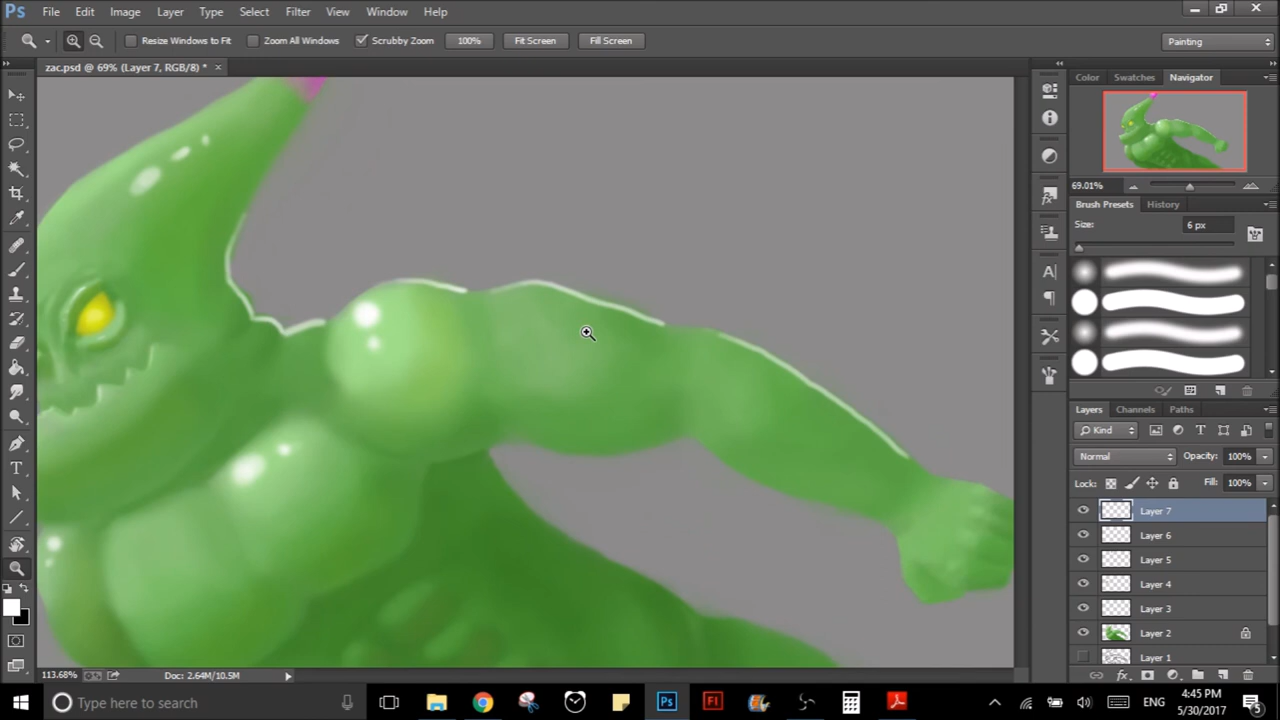 Ps File Edit Image Layer Type Select Filter View Window Help
Resize Windows to Fit Zoom All Windows Scrubby Zoom 100% Fit Screen Fill Screen Painting
zac.psd @ 69% (Layer 7, RGB/8) * ×
Color Swatches Navigator
69.01%
Brush Presets History
Size: 6 px
Layers Channels Paths
Kind
Normal Opacity: 100%
Lock: Fill: 100%
Layer 7
Layer 6
Layer 5
Layer 4
Layer 3
Layer 2
Layer 1
113.68% Doc: 2.64M/10.5M
Type here to search
Ps Fl ENG 4:45 PM
5/30/2017 5